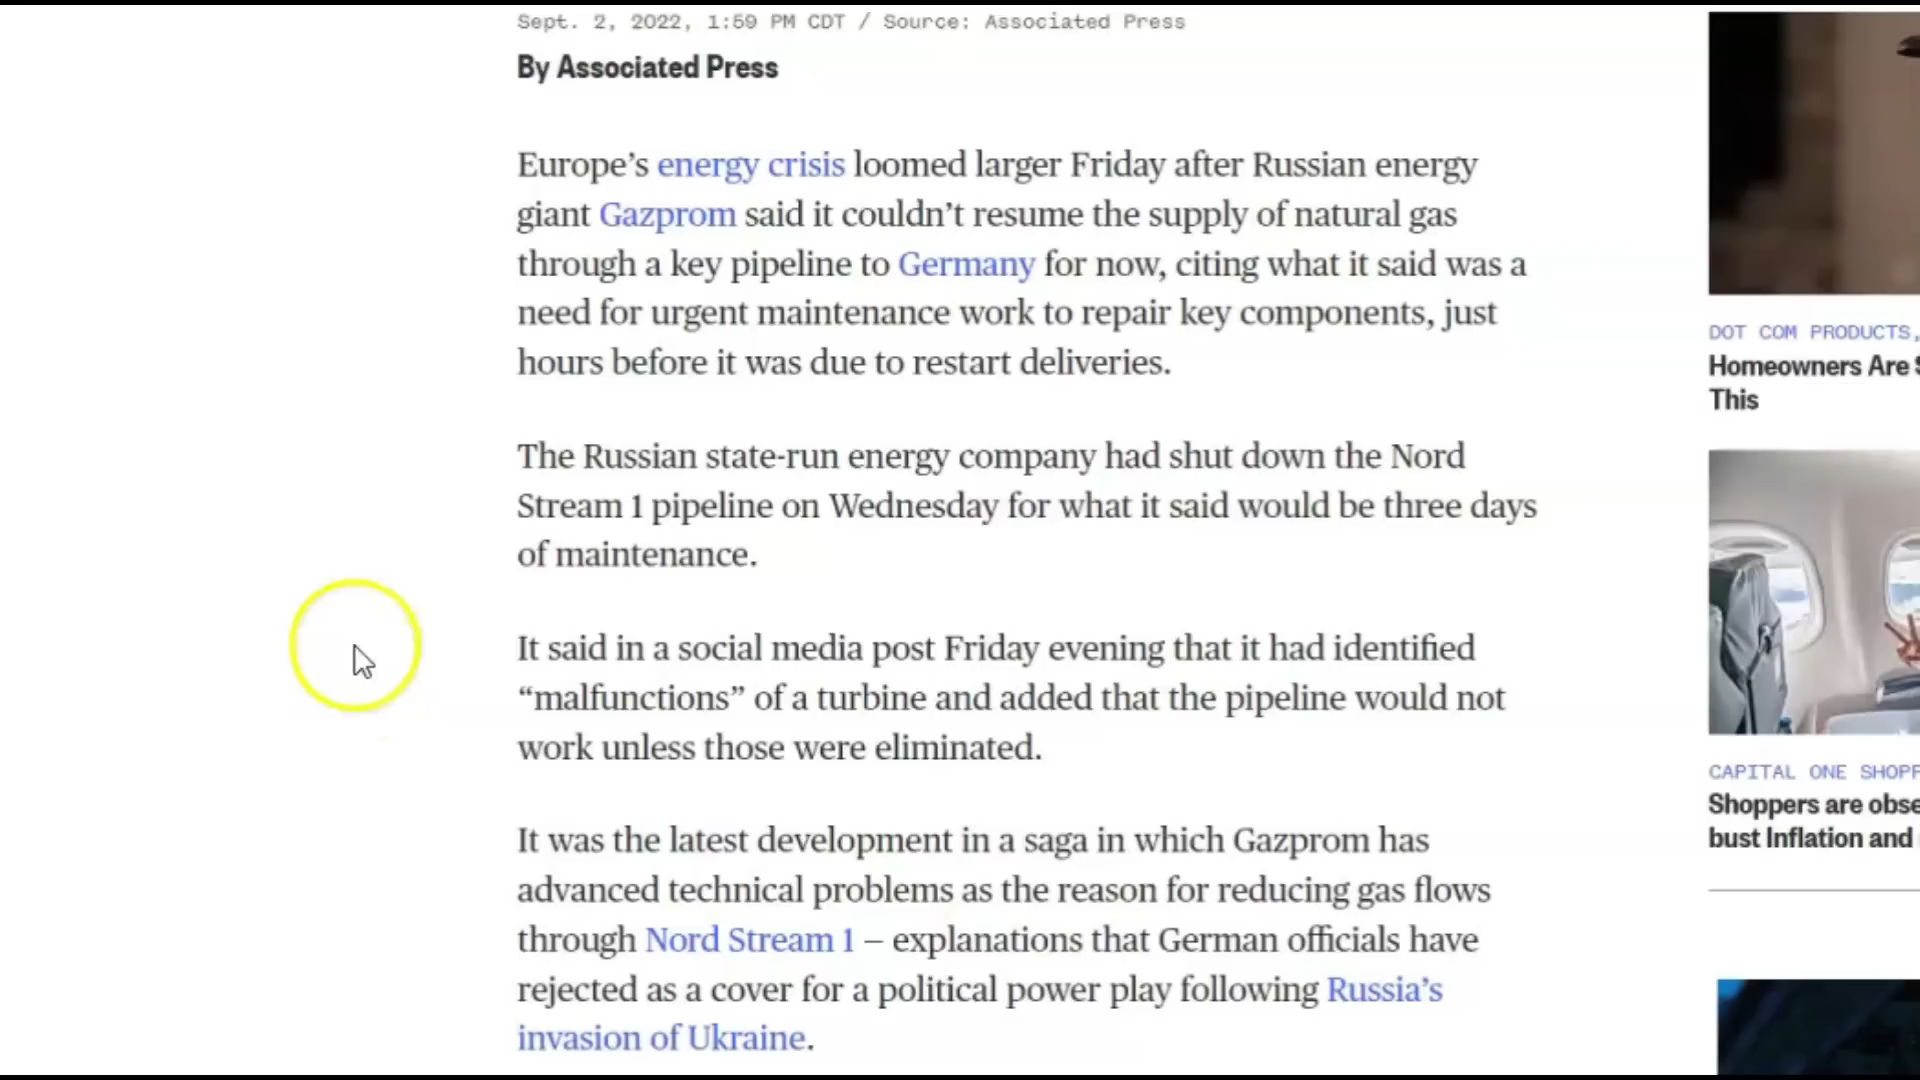 Sept. 2, 2022, 1:59 PM CDT / Source: Associated Press
By Associated Press
Europe’s energy crisis loomed larger Friday after Russian energy
giant Gazprom said it couldn’t resume the supply of natural gas
through a key pipeline to Germany for now, citing what it said was a
need for urgent maintenance work to repair key components, just
hours before it was due to restart deliveries.
The Russian state-run energy company had shut down the Nord
Stream 1 pipeline on Wednesday for what it said would be three days
of maintenance.
It said in a social media post Friday evening that it had identified
“malfunctions” of a turbine and added that the pipeline would not
work unless those were eliminated.
It was the latest development in a saga in which Gazprom has
advanced technical problems as the reason for reducing gas flows
through Nord Stream 1 – explanations that German officials have
rejected as a cover for a political power play following Russia’s
invasion of Ukraine.
DOT COM PRODUCTS,
Homeowners Are
This
CAPITAL ONE
Shoppers are
bust Inflation and